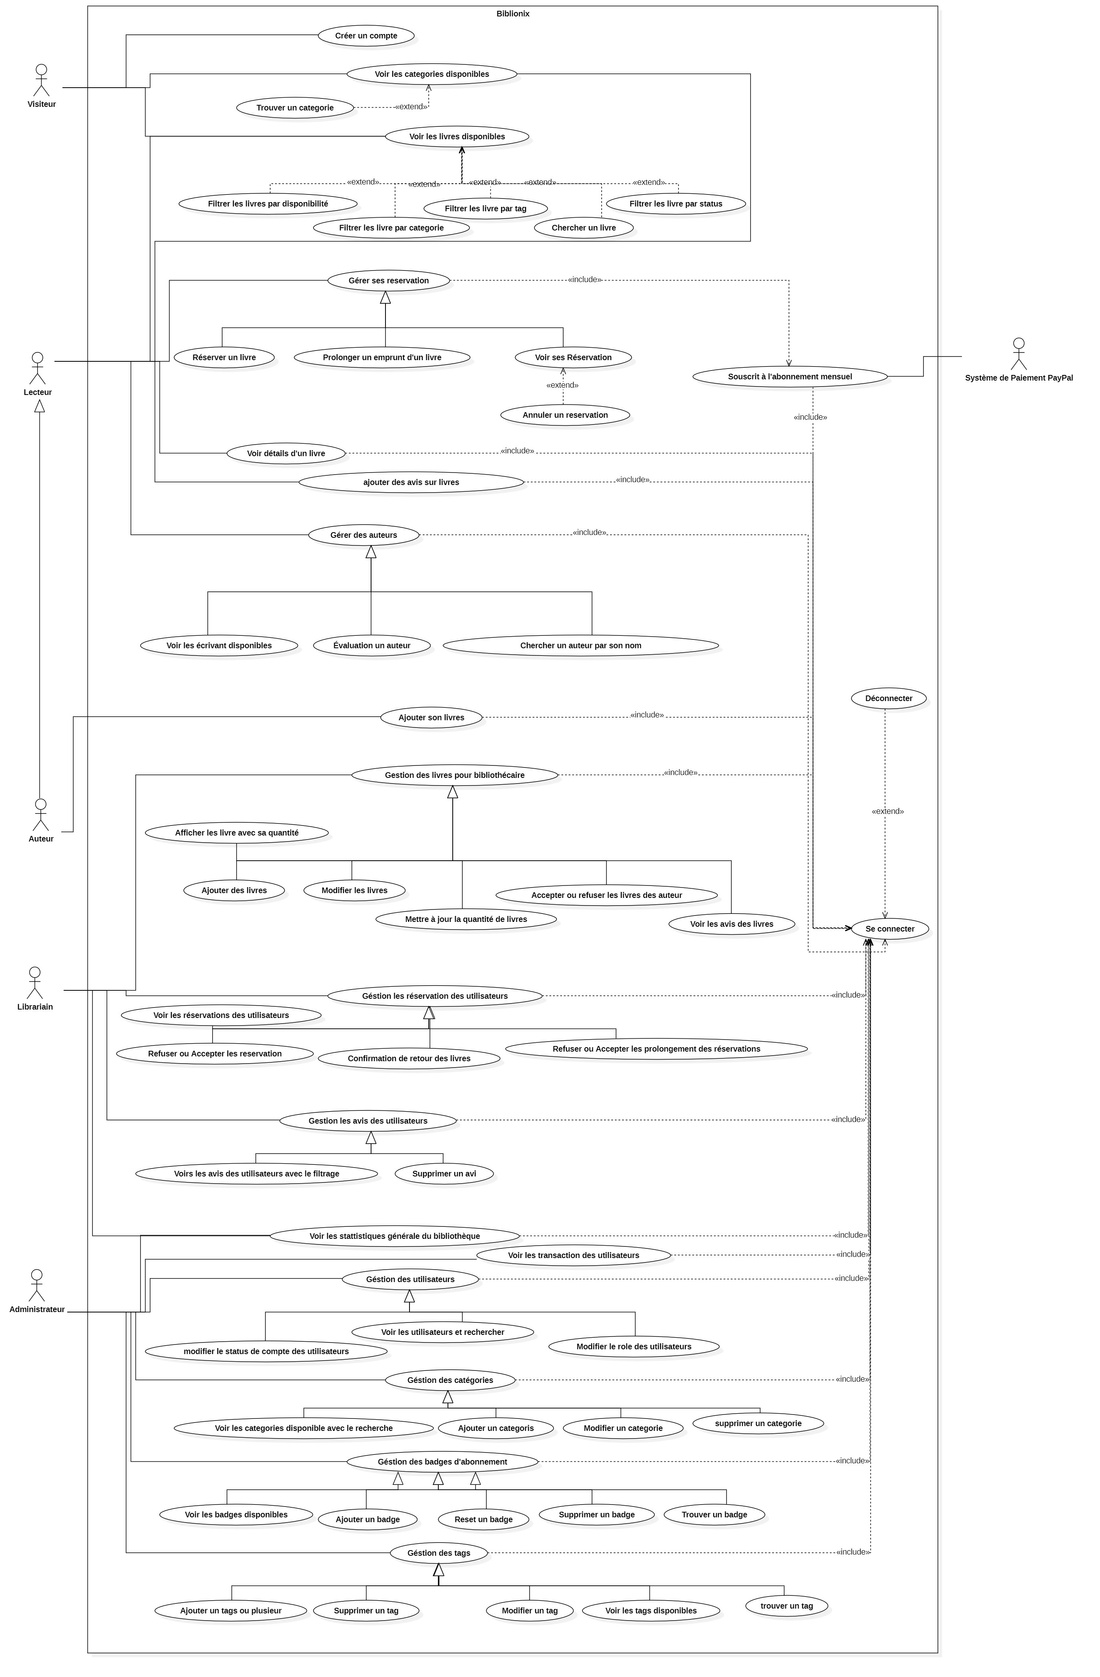 Biblionix
Créer un compte
Voir les categories disponibles
Visiteur
Trouver un categorie
«extend»
Voir les livres disponibles
«extend»
«extend»
«extend»
«extend»
«extend»
Filtrer les livres par disponibilité
Filtrer les livre par tag
Filtrer les livre par status
Filtrer les livre par categorie
Chercher un livre
Gérer ses reservation
«include»
Réserver un livre
Prolonger un emprunt d'un livre
Voir ses Réservation
Lecteur
Souscrit à l'abonnement mensuel
Système de Paiement PayPal
«extend»
Annuler un reservation
«include»
Voir détails d'un livre
«include»
ajouter des avis sur livres
«include»
Gérer des auteurs
«include»
Voir les écrivant disponibles
Évaluation un auteur
Chercher un auteur par son nom
Déconnecter
Ajouter son livres
«include»
Gestion des livres pour bibliothécaire
«include»
«extend»
Auteur
Afficher les livre avec sa quantité
Ajouter des livres
Modifier les livres
Accepter ou refuser les livres des auteur
Mettre à jour la quantité de livres
Voir les avis des livres
Se connecter
Librariain
Géstion les réservation des utilisateurs
«include»
Voir les réservations des utilisateurs
Refuser ou Accepter les reservation
Confirmation de retour des livres
Refuser ou Accepter les prolongement des réservations
Gestion les avis des utilisateurs
«include»
Voirs les avis des utilisateurs avec le filtrage
Supprimer un avi
Voir les stattistiques générale du bibliothèque
«include»
Voir les transaction des utilisateurs
«include»
Administrateur
Géstion des utilisateurs
«include»
modifier le status de compte des utilisateurs
Voir les utilisateurs et rechercher
Modifier le role des utilisateurs
Géstion des catégories
«include»
Voir les categories disponible avec le recherche
Ajouter un categoris
Modifier un categorie
supprimer un categorie
Géstion des badges d'abonnement
«include»
Voir les badges disponibles
Ajouter un badge
Reset un badge
Supprimer un badge
Trouver un badge
Géstion des tags
«include»
Ajouter un tags ou plusieur
Supprimer un tag
Modifier un tag
Voir les tags disponibles
trouver un tag